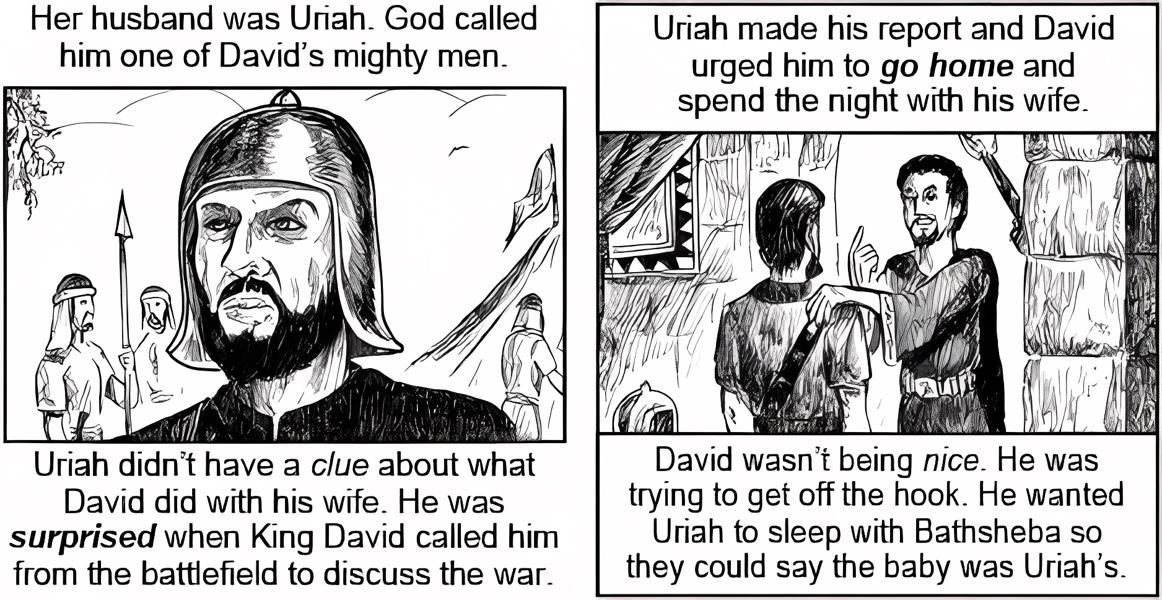 Her husband was Uriah. God called
him one of David's mighty men.
Uriah didn't have a clue about what
David did with his wife. He was
surprised when King David called him
from the battlefield to discuss the war.
Uriah made his report and David
urged him to go home and
spend the night with his wife.
David wasn't being nice. He was
trying to get off the hook. He wanted
Uriah to sleep with Bathsheba so
they could say the baby was Uriah's.